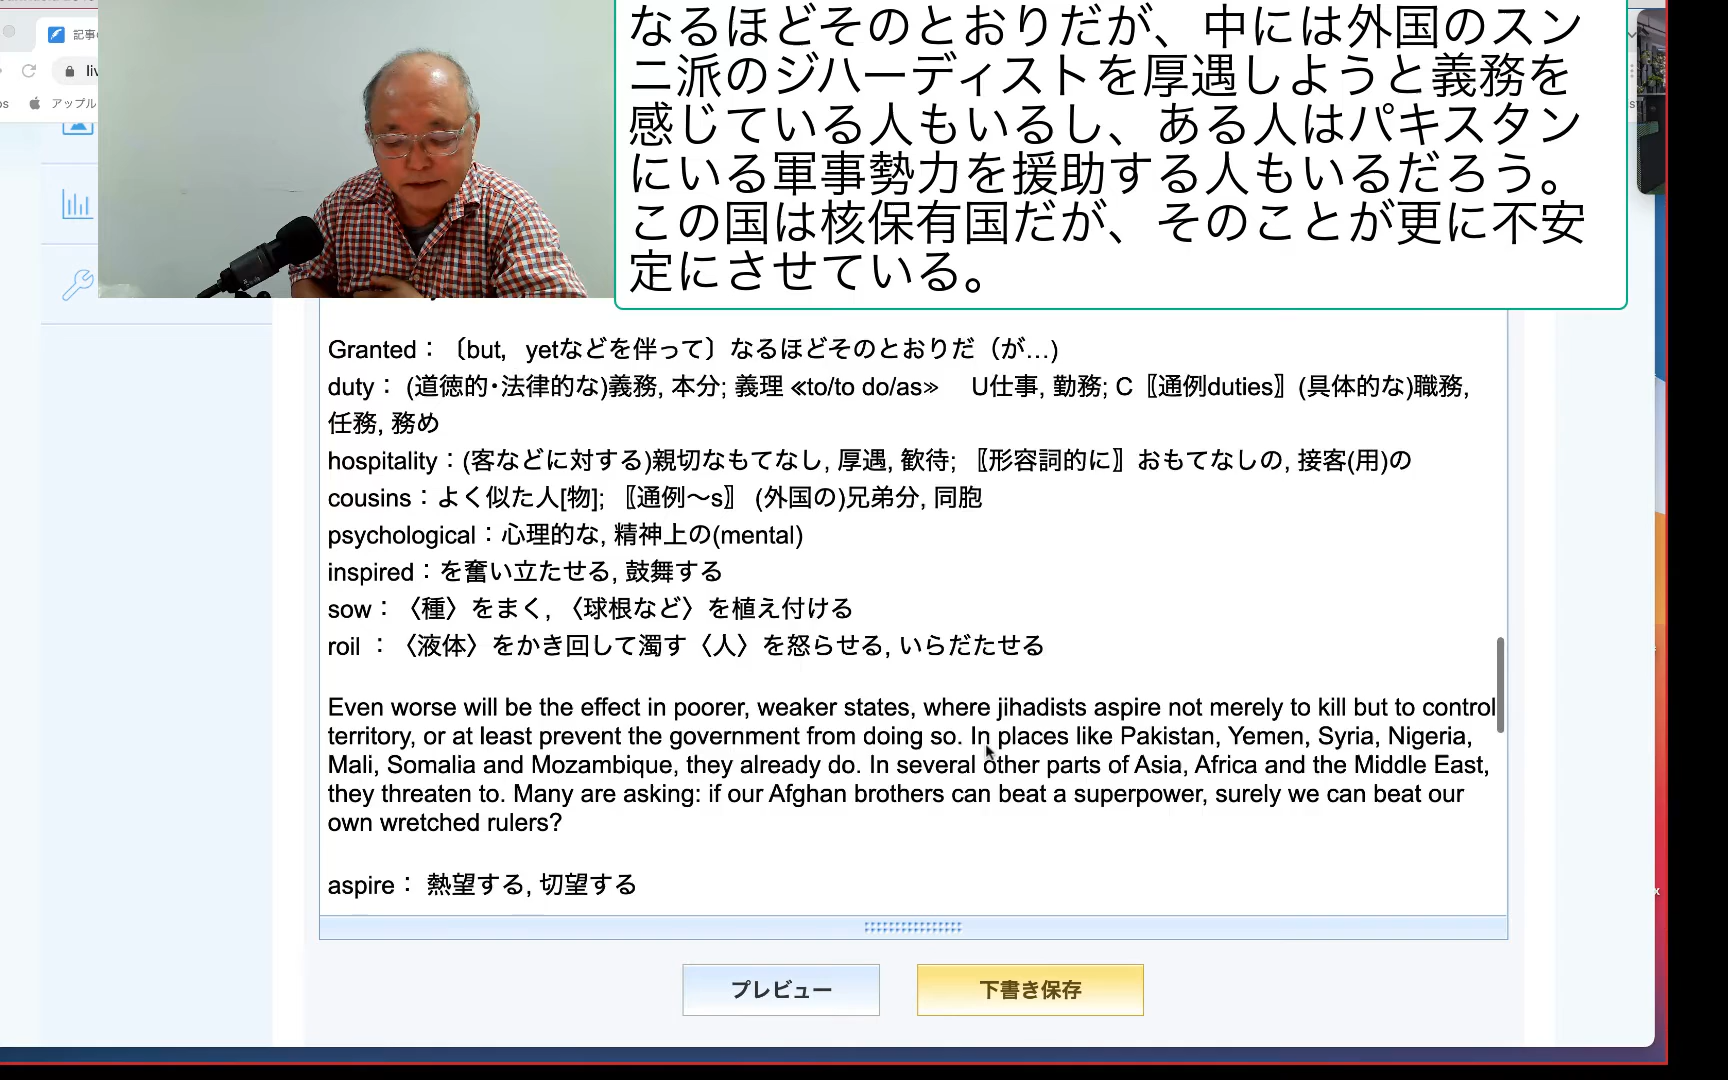 なるほどそのとおりだが、中には外国のスン
ニ派のジハーディストを厚遇しようと義務を
感じている人もいるし、ある人はパキスタン
にいる軍事勢力を援助する人もいるだろう。
この国は核保有国だが、そのことが更に不安
定にさせている。
記事
liv
アップル
Granted：〔but，yetなどを伴って〕なるほどそのとおりだ（が…)
duty： (道徳的･法律的な)義務, 本分; 義理 ≪to/to do/as≫　U仕事, 勤務; C〖通例duties〗(具体的な)職務,
任務, 務め
hospitality：(客などに対する)親切なもてなし, 厚遇, 歓待; 〖形容詞的に〗おもてなしの, 接客(用)の
cousins：よく似た人[物]; 〖通例〜s〗 (外国の)兄弟分, 同胞
psychological：心理的な, 精神上の(mental)
inspired：を奮い立たせる, 鼓舞する
sow：〈種〉をまく, 〈球根など〉を植え付ける
roil ：〈液体〉をかき回して濁す〈人〉を怒らせる, いらだたせる
Even worse will be the effect in poorer, weaker states, where jihadists aspire not merely to kill but to control
territory, or at least prevent the government from doing so. In places like Pakistan, Yemen, Syria, Nigeria,
Mali, Somalia and Mozambique, they already do. In several other parts of Asia, Africa and the Middle East,
they threaten to. Many are asking: if our Afghan brothers can beat a superpower, surely we can beat our
own wretched rulers?
aspire： 熱望する, 切望する
プレビュー
下書き保存